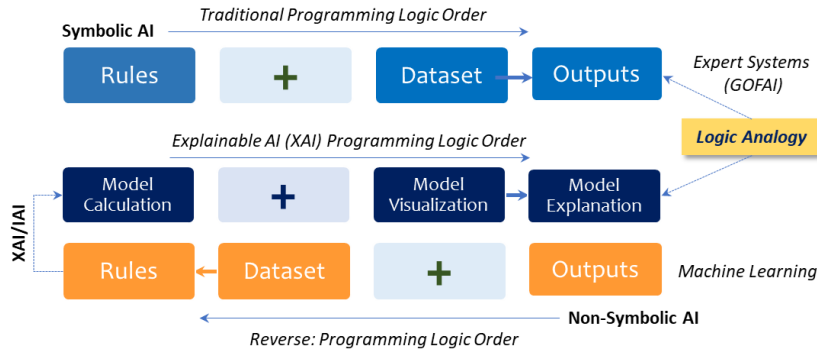 Traditional Programming Logic Order
Symbolic AI
Rules
+
Dataset
Outputs
Expert Systems
(GOFAI)
Logic Analogy
Explainable AI (XAI) Programming Logic Order
Model
Calculation
+
Model
Visualization
Model
Explanation
XAI/IAI
Rules
Dataset
+
Outputs
Machine Learning
Non-Symbolic AI
Reverse: Programming Logic Order